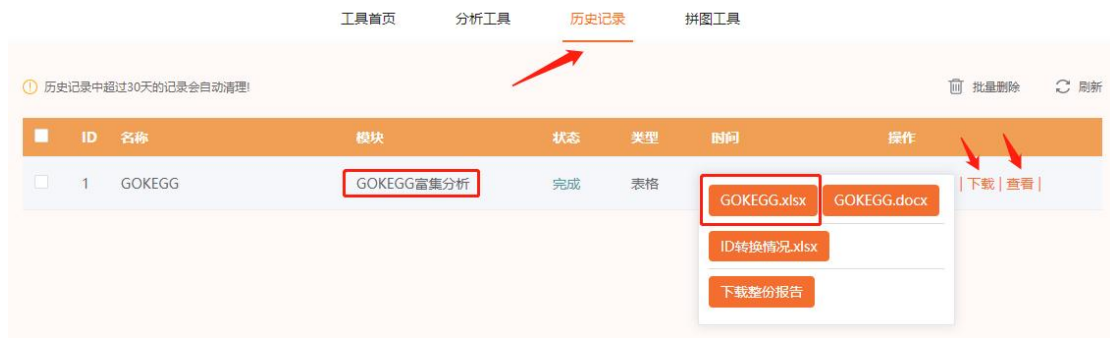 工具首页 分析工具 历史记录 拼图工具
历史记录中超过30天的记录会自动清理! 批量删除 刷新
ID 名称 模块 状态 类型 时间 操作
1 GOKEGG GOKEGG富集分析 完成 表格 | 下载 | 查看 |
GOKEGG.xlsx GOKEGG.docx
ID转换情况.xlsx
下载整份报告